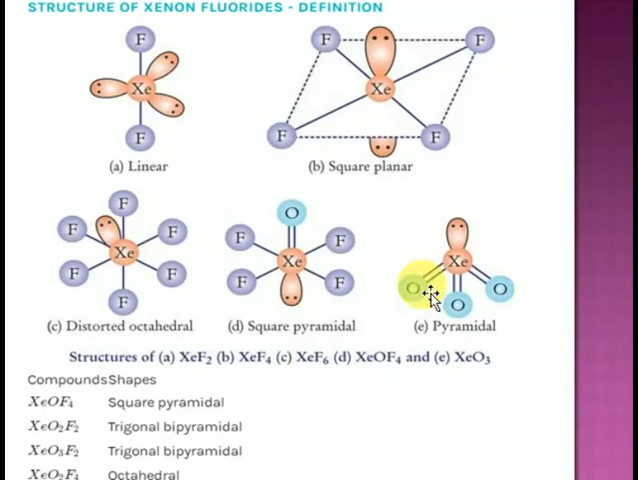 STRUCTURE OF XENON FLUORIDES - DEFINITION
F F F
Xe Xe
F F F
(a) Linear (b) Square planar
F O
F F F F
Xe Xe Xe
F F F F O O
F O
(c) Distorted octahedral (d) Square pyramidal (e) Pyramidal
Structures of (a) XeF₂ (b) XeF₄ (c) XeF₆ (d) XeOF₄ and (e) XeO₃
CompoundsShapes
XeOF₄ Square pyramidal
XeO₂F₂ Trigonal bipyramidal
XeO₃F₂ Trigonal bipyramidal
XeO₂F₄ Octahedral